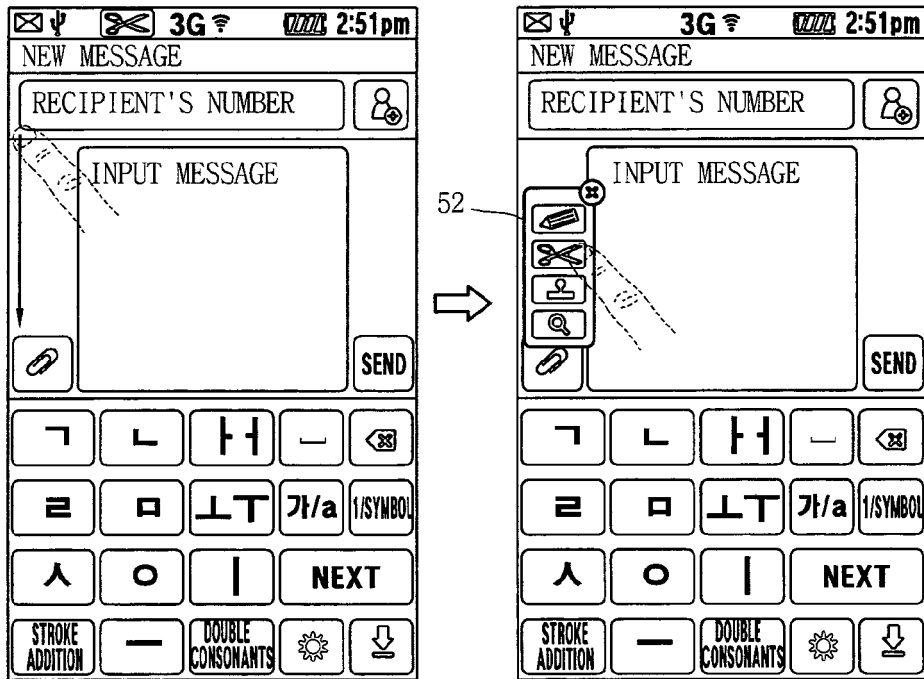 3G 2:51pm
NEW MESSAGE
RECIPIENT'S NUMBER
INPUT MESSAGE
SEND
ㄱ ㄴ ㅏㅓ ⎵
ㄹ ㅁ ㅗㅜ 가/a 1/SYMBOL
ㅅ ㅇ ㅣ NEXT
STROKE ADDITION ㅡ DOUBLE CONSONANTS
52
3G 2:51pm
NEW MESSAGE
RECIPIENT'S NUMBER
INPUT MESSAGE
SEND
ㄱ ㄴ ㅏㅓ ⎵
ㄹ ㅁ ㅗㅜ 가/a 1/SYMBOL
ㅅ ㅇ ㅣ NEXT
STROKE ADDITION ㅡ DOUBLE CONSONANTS